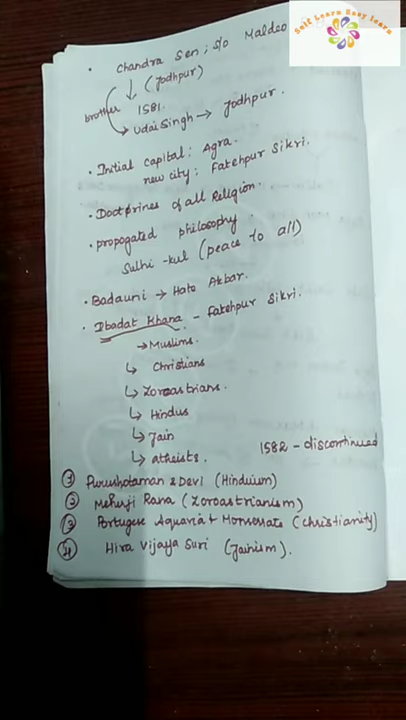 Self Learn Easy learn
• Chandra Sen ; s/o Maldeo
(Jodhpur)
brother 1581.
Udai Singh → Jodhpur.
• Initial capital : Agra.
new city : Fatehpur Sikri.
• Doctrines of all Religion.
• propogated philosophy
Sulhi -kul (peace to all)
• Badauni → Hate Akbar.
• Ibadat Khana - Fatehpur Sikri.
→ Muslims.
↳ Christians
↳ Zoroastrians.
↳ Hindus
↳ Jain
↳ atheists. 1582 - discontinued
① Purushotaman & Devi (Hinduism)
② Meherji Rana (Zoroastrianism)
③ Portugese Aquaria & Monserate (Christianity)
④ Hira Vijaya Suri (Jainism).